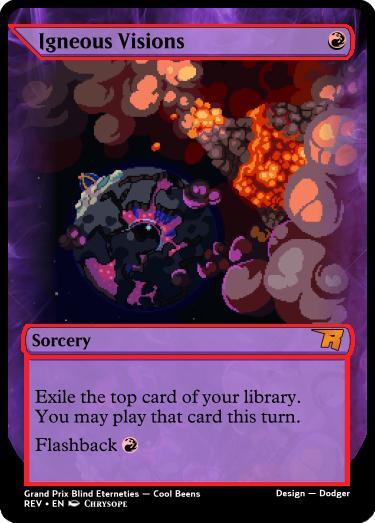 Igneous Visions
Sorcery
Exile the top card of your library.
You may play that card this turn.
Flashback
Grand Prix Blind Eterneties — Cool Beens
Design — Dodger
REV • EN Chrysope